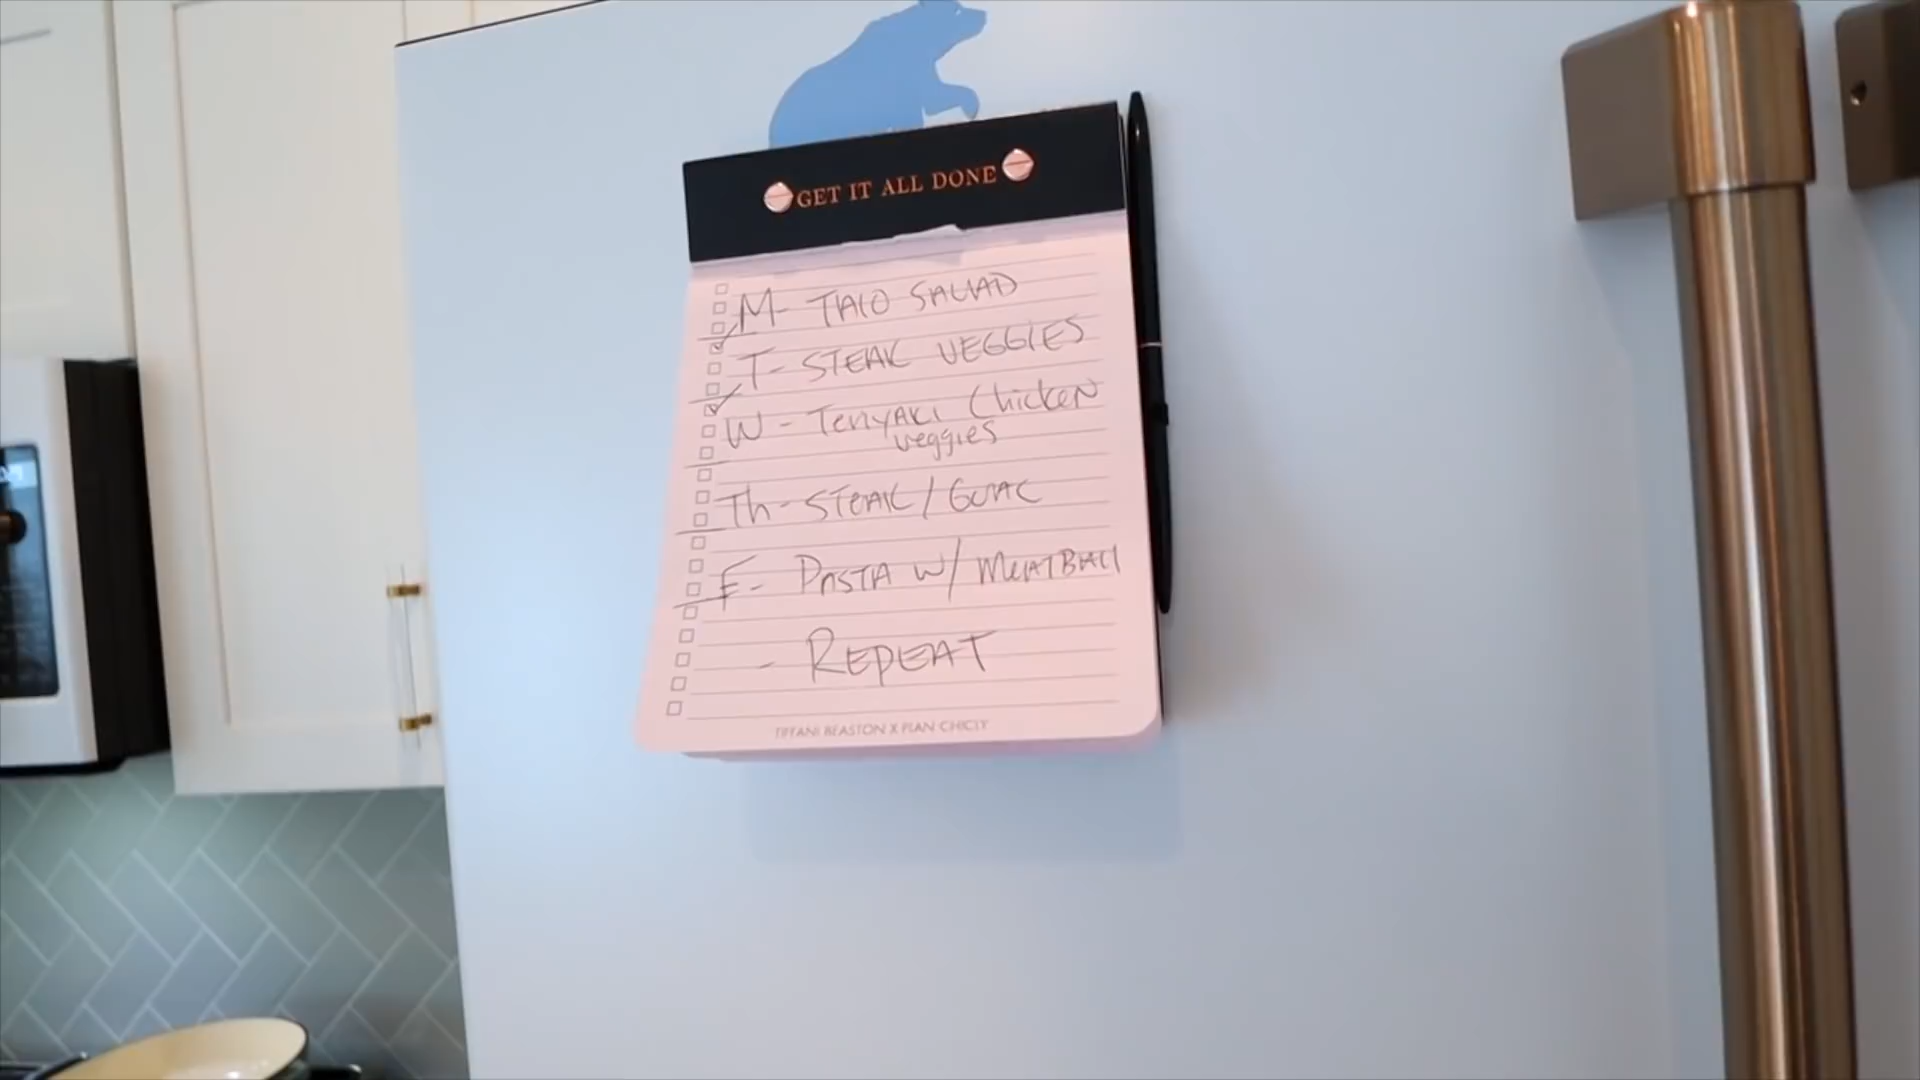 GET IT ALL DONE
M- TACO SALAD
T- STEAK VEGGIES
W- TERIYAKI ChickeN
veggies
Th- STEAK/GUAC
F- PASTA W/ MEATBALL
- REPEAT
TIFFANI BEASTON X PLAN CHICLY